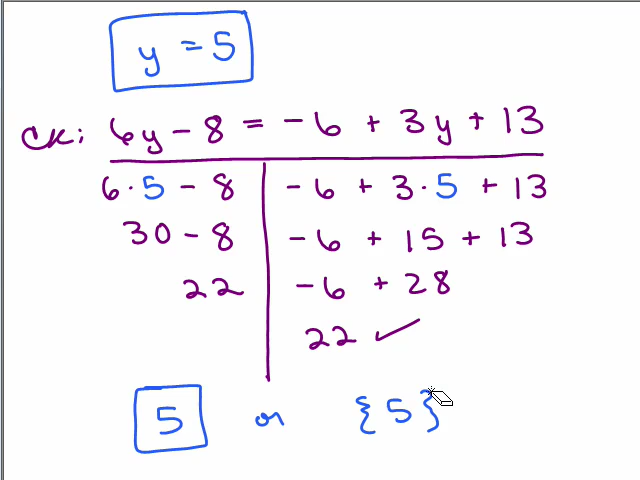 y = 5
CK: 6y - 8 = -6 + 3y + 13
6 · 5 - 8 -6 + 3 · 5 + 13
30 - 8 -6 + 15 + 13
22 -6 + 28
22 ✓
5 or {5}